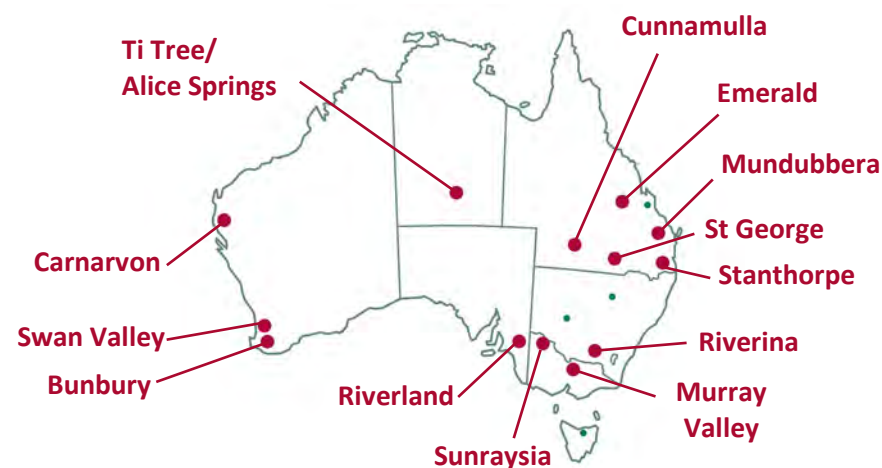 Cunnamulla
Ti Tree/
Alice Springs
Emerald
Mundubbera
St George
Carnarvon
Stanthorpe
Swan Valley
Riverina
Bunbury
Riverland
Murray
Valley
Sunraysia